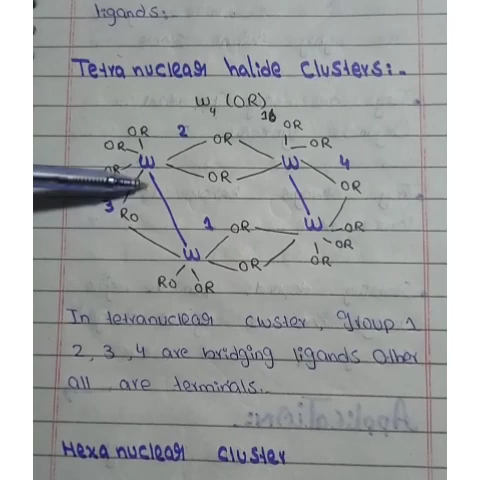 ligands:
Tetra nuclear halide Clusters:-
W4 (OR)16
OR 2 OR OR
OR OR OR
OR W W 4
OR OR
3 RO 1 OR W OR
W OR OR
RO OR OR
In tetranuclear cluster, group 1
2, 3, 4 are bridging ligands other
all are terminals.
Application:
Hexa nuclear cluster